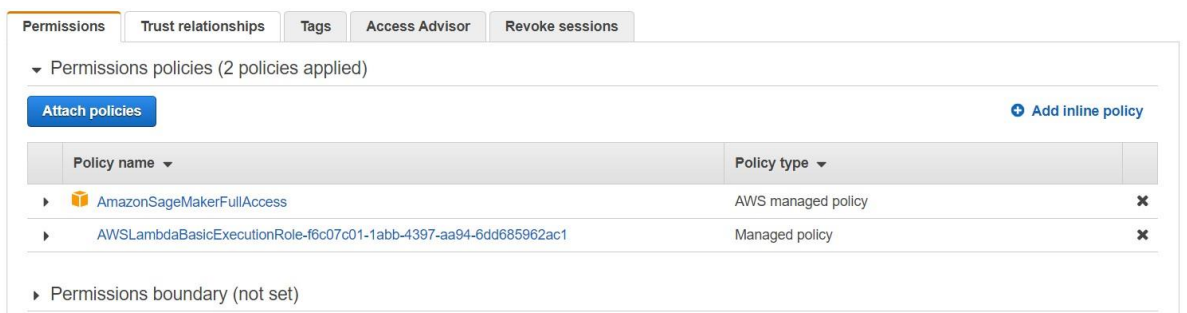 Permissions Trust relationships Tags Access Advisor Revoke sessions
Permissions policies (2 policies applied)
Attach policies Add inline policy
Policy name Policy type
AmazonSageMakerFullAccess AWS managed policy
AWSLambdaBasicExecutionRole-f6c07c01-1abb-4397-aa94-6dd685962ac1 Managed policy
Permissions boundary (not set)